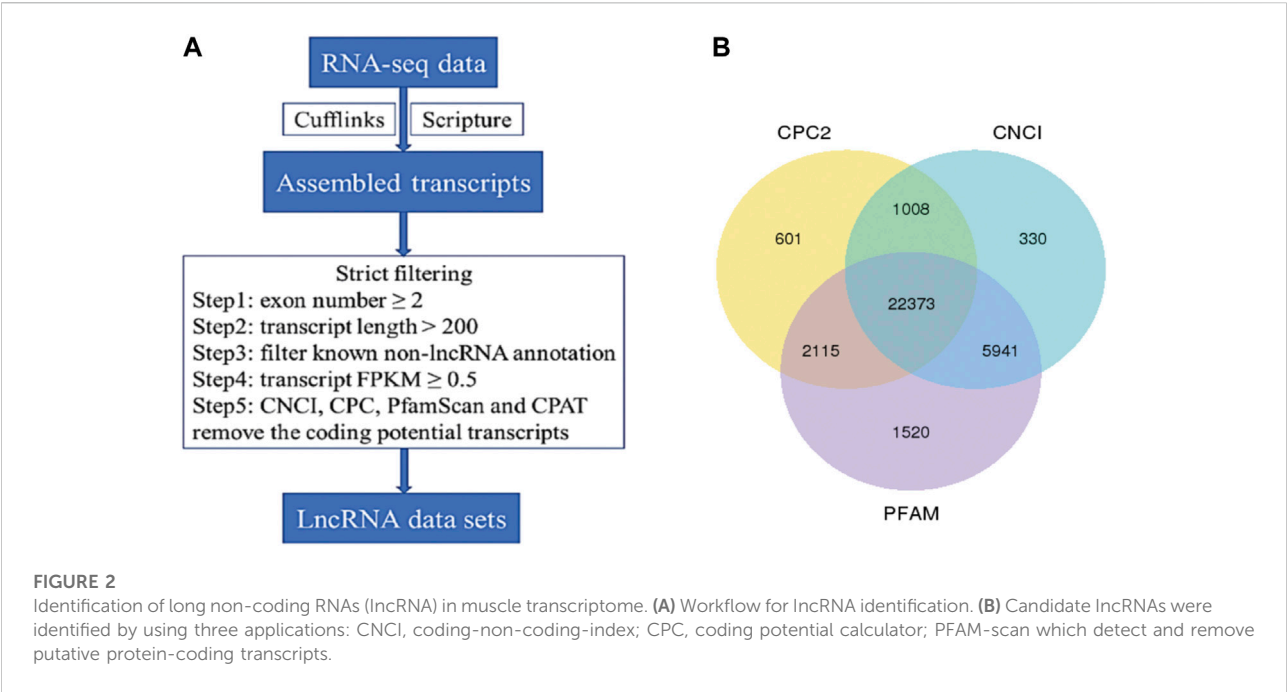 A
RNA-seq data
Cufflinks
Scripture
Assembled transcripts
Strict filtering
Step1: exon number ≥ 2
Step2: transcript length > 200
Step3: filter known non-lncRNA annotation
Step4: transcript FPKM ≥ 0.5
Step5: CNCI, CPC, PfamScan and CPAT
remove the coding potential transcripts
LncRNA data sets
B
CPC2
CNCI
1008
601
330
22373
2115
5941
1520
PFAM
FIGURE 2
Identification of long non-coding RNAs (lncRNA) in muscle transcriptome. (A) Workflow for lncRNA identification. (B) Candidate lncRNAs were
identified by using three applications: CNCI, coding-non-coding-index; CPC, coding potential calculator; PFAM-scan which detect and remove
putative protein-coding transcripts.